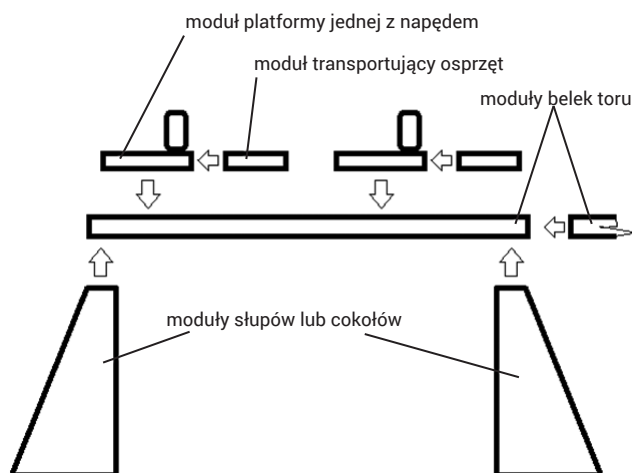 moduł platformy jednej z napędem
moduł transportujący osprzęt
moduły belek toru
moduły słupów lub cokołów